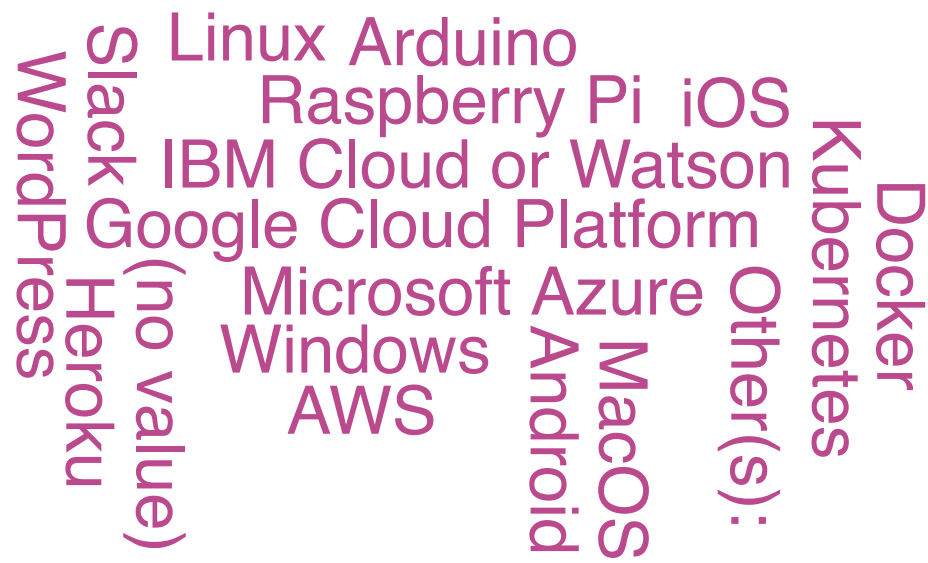 Linux
Arduino
Raspberry Pi
iOS
IBM Cloud or Watson
Google Cloud Platform
Microsoft Azure
Windows
AWS
WordPress
Slack
Heroku
(no value)
Android
MacOS
Other(s):
Kubernetes
Docker